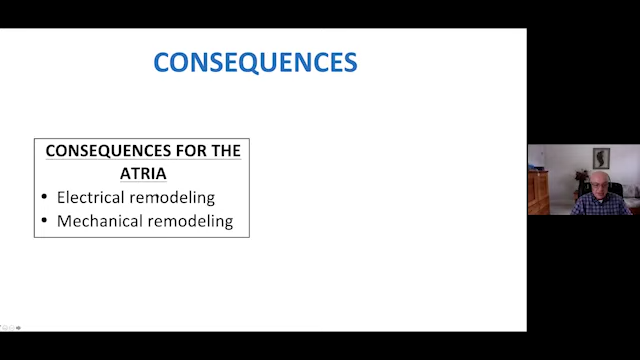 CONSEQUENCES
CONSEQUENCES FOR THE
ATRIA
• Electrical remodeling
• Mechanical remodeling